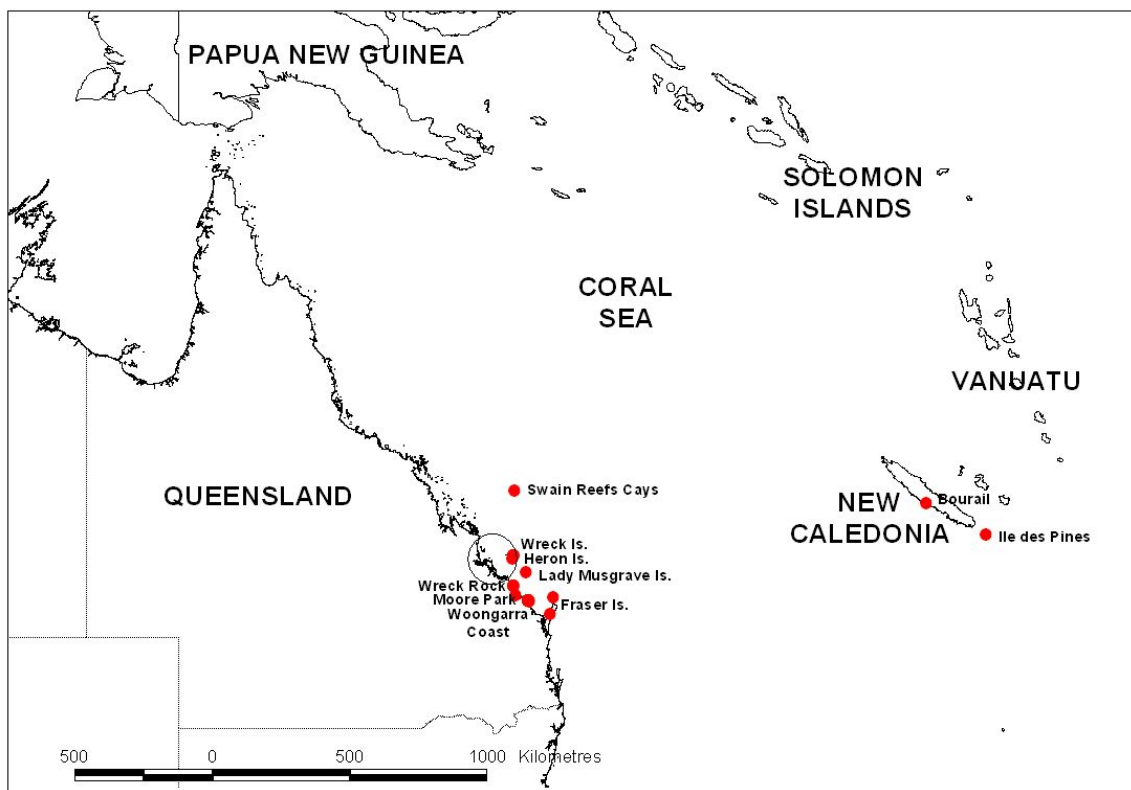 PAPUA NEW GUINEA
SOLOMON
ISLANDS
CORAL
SEA
VANUATU
QUEENSLAND
Swain Reefs Cays
NEW
CALEDONIA
Bourail
Ile des Pines
Wreck Is.
Heron Is.
Lady Musgrave Is.
Wreck Rock
Moore Park
Woongarra
Coast
Fraser Is.
500 0 500 1000 Kilometres